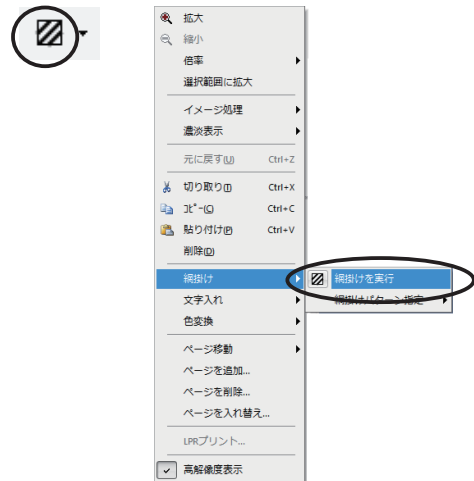 拡大
縮小
倍率
選択範囲に拡大
イメージ処理
濃淡表示
元に戻す(U) Ctrl+Z
切り取り(T) Ctrl+X
ｺﾋﾟｰ(C) Ctrl+C
貼り付け(P) Ctrl+V
削除(D)
網掛け
網掛けを実行
文字入れ
網掛けパターン指定
色変換
ページ移動
ページを追加...
ページを削除...
ページを入れ替え...
LPRプリント...
高解像度表示